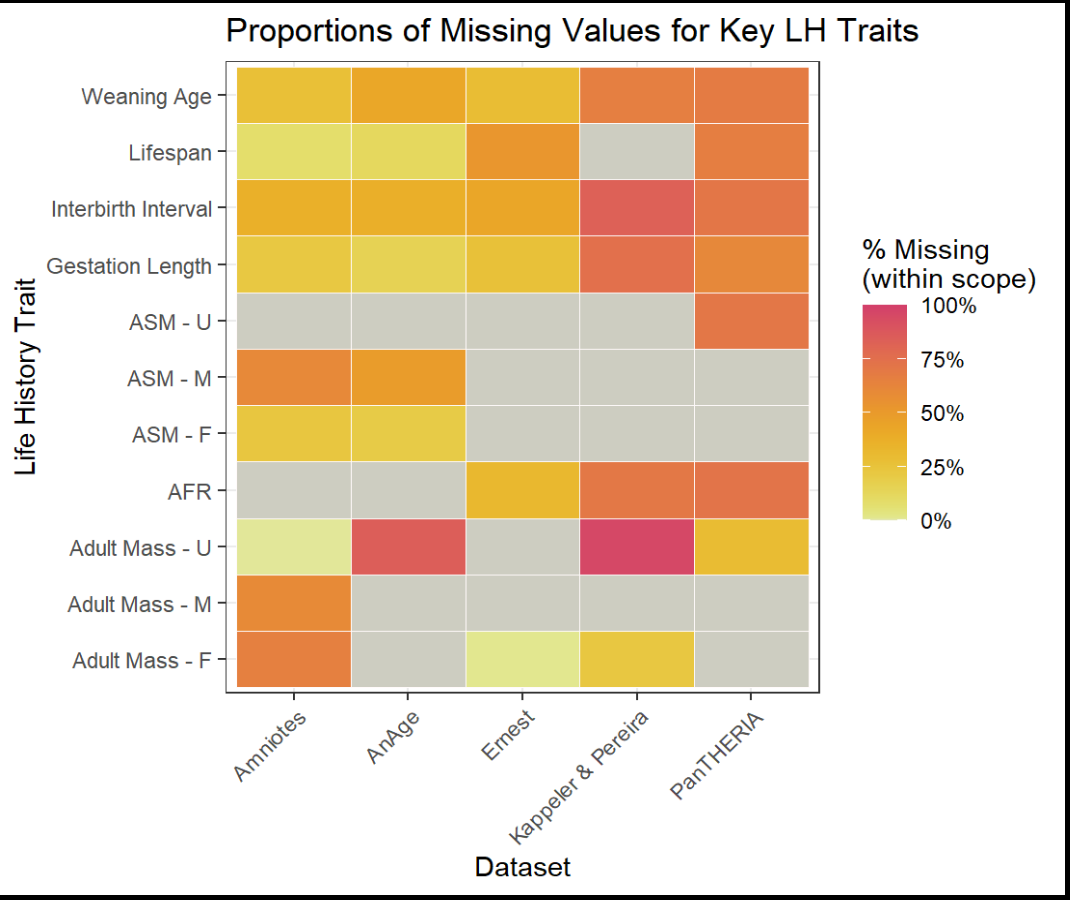 Proportions of Missing Values for Key LH Traits
Life History Trait
Weaning Age
Lifespan
Interbirth Interval
Gestation Length
ASM - U
ASM - M
ASM - F
AFR
Adult Mass - U
Adult Mass - M
Adult Mass - F
Amniotes
AnAge
Ernest
Kappeler & Pereira
PanTHERIA
Dataset
% Missing
(within scope)
100%
75%
50%
25%
0%